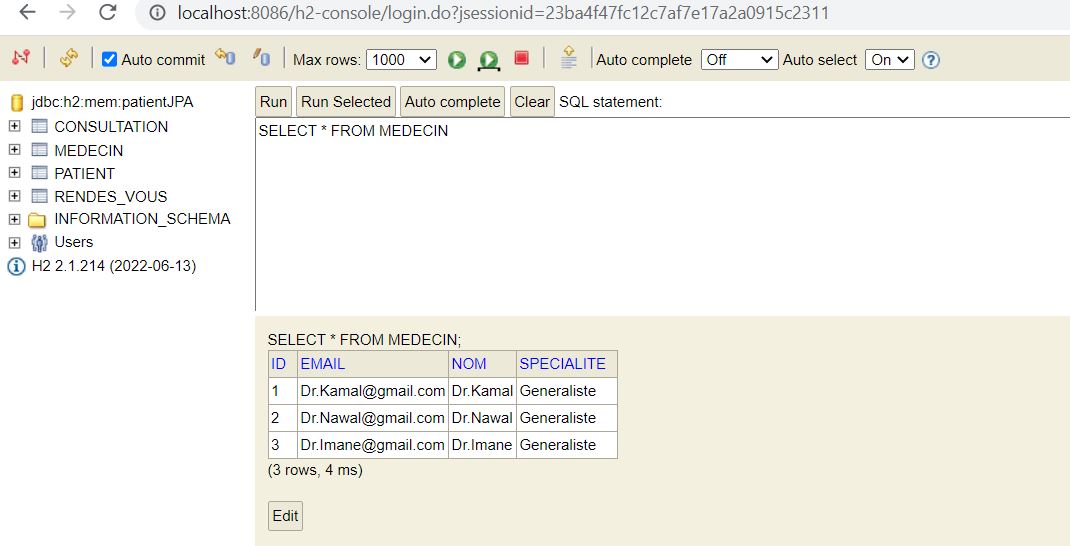 localhost:8086/h2-console/login.do?jsessionid=23ba4f47fc12c7af7e17a2a0915c2311
Auto commit Max rows: 1000 Auto complete Off Auto select On
jdbc:h2:mem:patientJPA
CONSULTATION
MEDECIN
PATIENT
RENDES_VOUS
INFORMATION_SCHEMA
Users
H2 2.1.214 (2022-06-13)
Run Run Selected Auto complete Clear SQL statement:
SELECT * FROM MEDECIN
SELECT * FROM MEDECIN;
ID EMAIL NOM SPECIALITE
1 Dr.Kamal@gmail.com Dr.Kamal Generaliste
2 Dr.Nawal@gmail.com Dr.Nawal Generaliste
3 Dr.Imane@gmail.com Dr.Imane Generaliste
(3 rows, 4 ms)
Edit